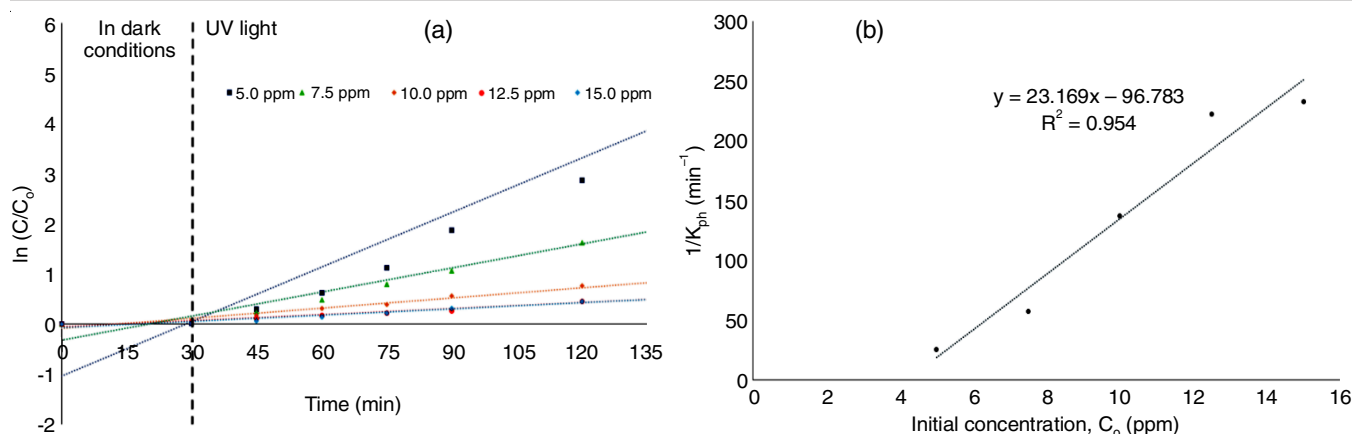 In dark
conditions
UV light
(a)
5.0 ppm 7.5 ppm 10.0 ppm 12.5 ppm 15.0 ppm
6
5
4
3
2
1
0
-1
-2
ln (C/Co)
0 15 30 45 60 75 90 105 120 135
Time (min)
(b)
y = 23.169x – 96.783
R² = 0.954
300
250
200
150
100
50
0
1/Kph (min⁻¹)
0 2 4 6 8 10 12 14 16
Initial concentration, Co (ppm)